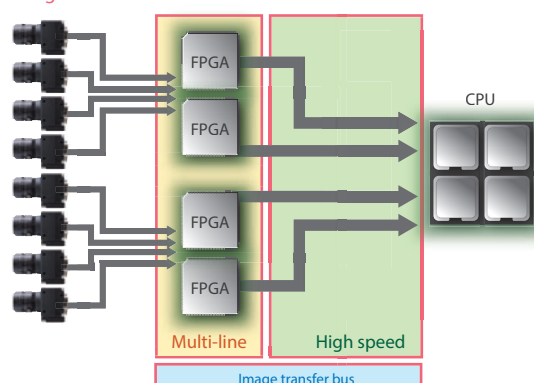 FPGA
CPU
FPGA
FPGA
FPGA
Multi-line
High speed
Image transfer bus